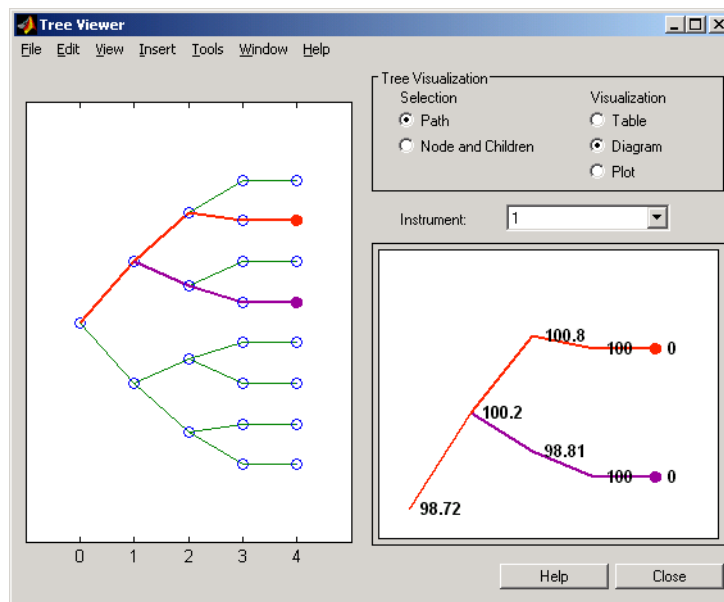 Tree Viewer
File Edit View Insert Tools Window Help
Tree Visualization
Selection
Visualization
Path
Table
Node and Children
Diagram
Plot
Instrument:
1
100.8
100
0
100.2
98.81
100
0
98.72
0 1 2 3 4
Help
Close